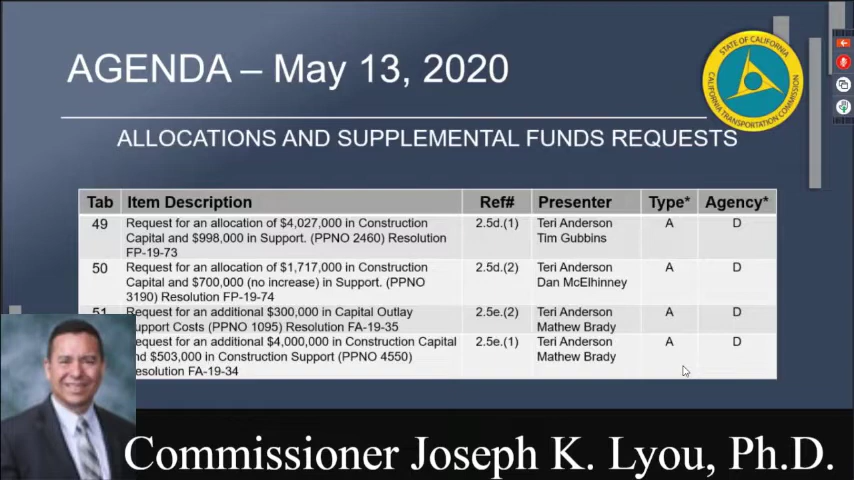 AGENDA – May 13, 2020
STATE OF CALIFORNIA
CALIFORNIA TRANSPORTATION COMMISSION
ALLOCATIONS AND SUPPLEMENTAL FUNDS REQUESTS
Tab Item Description Ref# Presenter Type* Agency*
49 Request for an allocation of $4,027,000 in Construction 2.5d.(1) Teri Anderson A D
Capital and $998,000 in Support. (PPNO 2460) Resolution Tim Gubbins
FP-19-73
50 Request for an allocation of $1,717,000 in Construction 2.5d.(2) Teri Anderson A D
Capital and $700,000 (no increase) in Support. (PPNO Dan McElhinney
3190) Resolution FP-19-74
Request for an additional $300,000 in Capital Outlay 2.5e.(2) Teri Anderson A D
upport Costs (PPNO 1095) Resolution FA-19-35 Mathew Brady
equest for an additional $4,000,000 in Construction Capital 2.5e.(1) Teri Anderson A D
nd $503,000 in Construction Support (PPNO 4550) Mathew Brady
esolution FA-19-34
Commissioner Joseph K. Lyou, Ph.D.